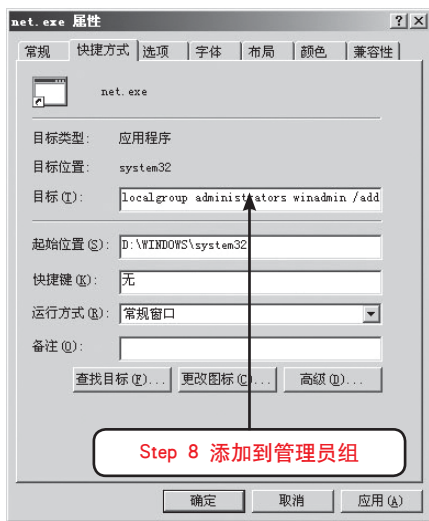 net.exe 属性
常规 快捷方式 选项 字体 布局 颜色 兼容性
net.exe
目标类型: 应用程序
目标位置: system32
目标(T): localgroup administrators winadmin /add
起始位置(S): D:\WINDOWS\system32
快捷键(K): 无
运行方式(R): 常规窗口
备注(O):
查找目标(F)... 更改图标(C)... 高级(D)...
Step 8 添加到管理员组
确定 取消 应用(A)